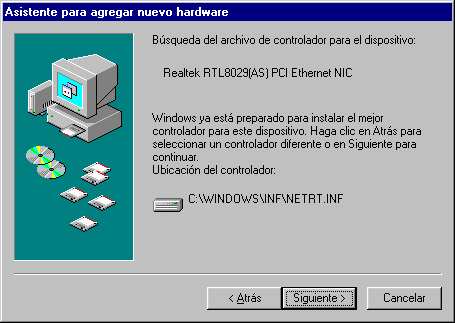 Asistente para agregar nuevo hardware
Búsqueda del archivo de controlador para el dispositivo:
Realtek RTL8029(AS) PCI Ethernet NIC
Windows ya está preparado para instalar el mejor
controlador para este dispositivo. Haga clic en Atrás para
seleccionar un controlador diferente o en Siguiente para
continuar.
Ubicación del controlador:
C:\WINDOWS\INF\NETRT.INF
< Atrás
Siguiente >
Cancelar